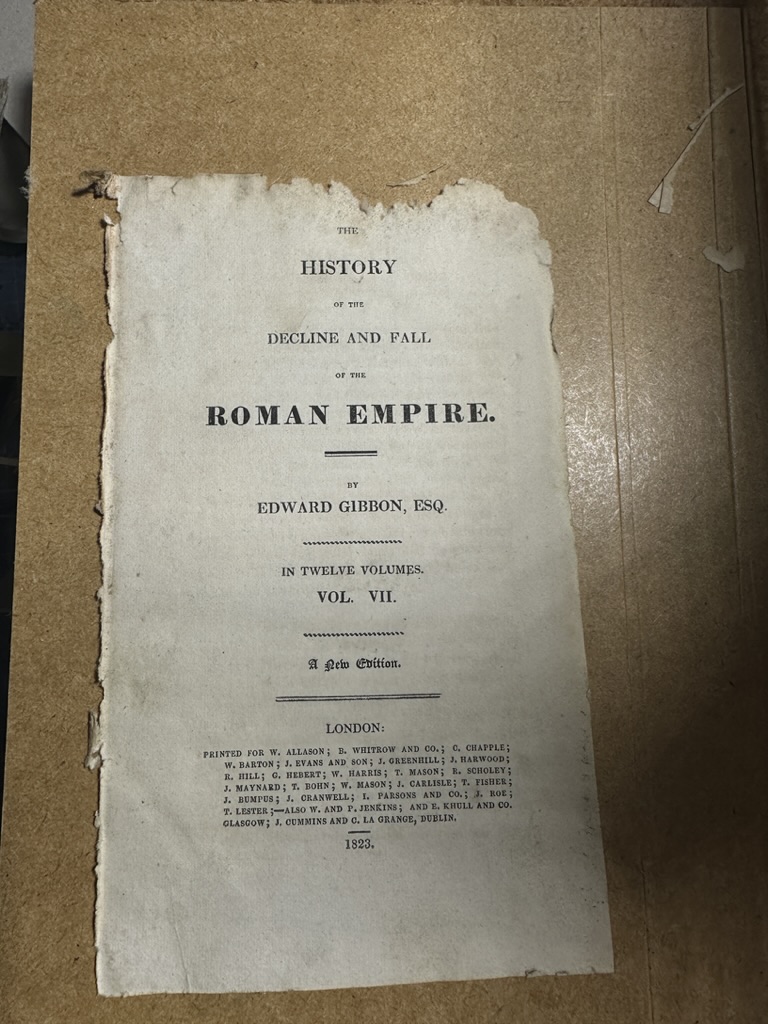 THE
HISTORY
OF THE
DECLINE AND FALL
OF THE
ROMAN EMPIRE.
BY
EDWARD GIBBON, ESQ.
IN TWELVE VOLUMES.
VOL. VII.
A New Edition.
LONDON:
PRINTED FOR W. ALLASON; B. WHITROW AND CO.; C. CHAPPLE;
W. BARTON; J. EVANS AND SON; J. GREENHILL; J. HARWOOD;
R. HILL; G. HEBERT; W. HARRIS; T. MASON; R. SCHOLEY;
J. MAYNARD; T. BOHN; W. MASON; J. CARLISLE; T. FISHER;
J. BUMPUS; J. CRANWELL; I. PARSONS AND CO.; J. ROE;
T. LESTER;—ALSO W. AND P. JENKINS; AND E. KHULL AND CO.
GLASGOW; J. CUMMINS AND C. LA GRANGE, DUBLIN.
1823.